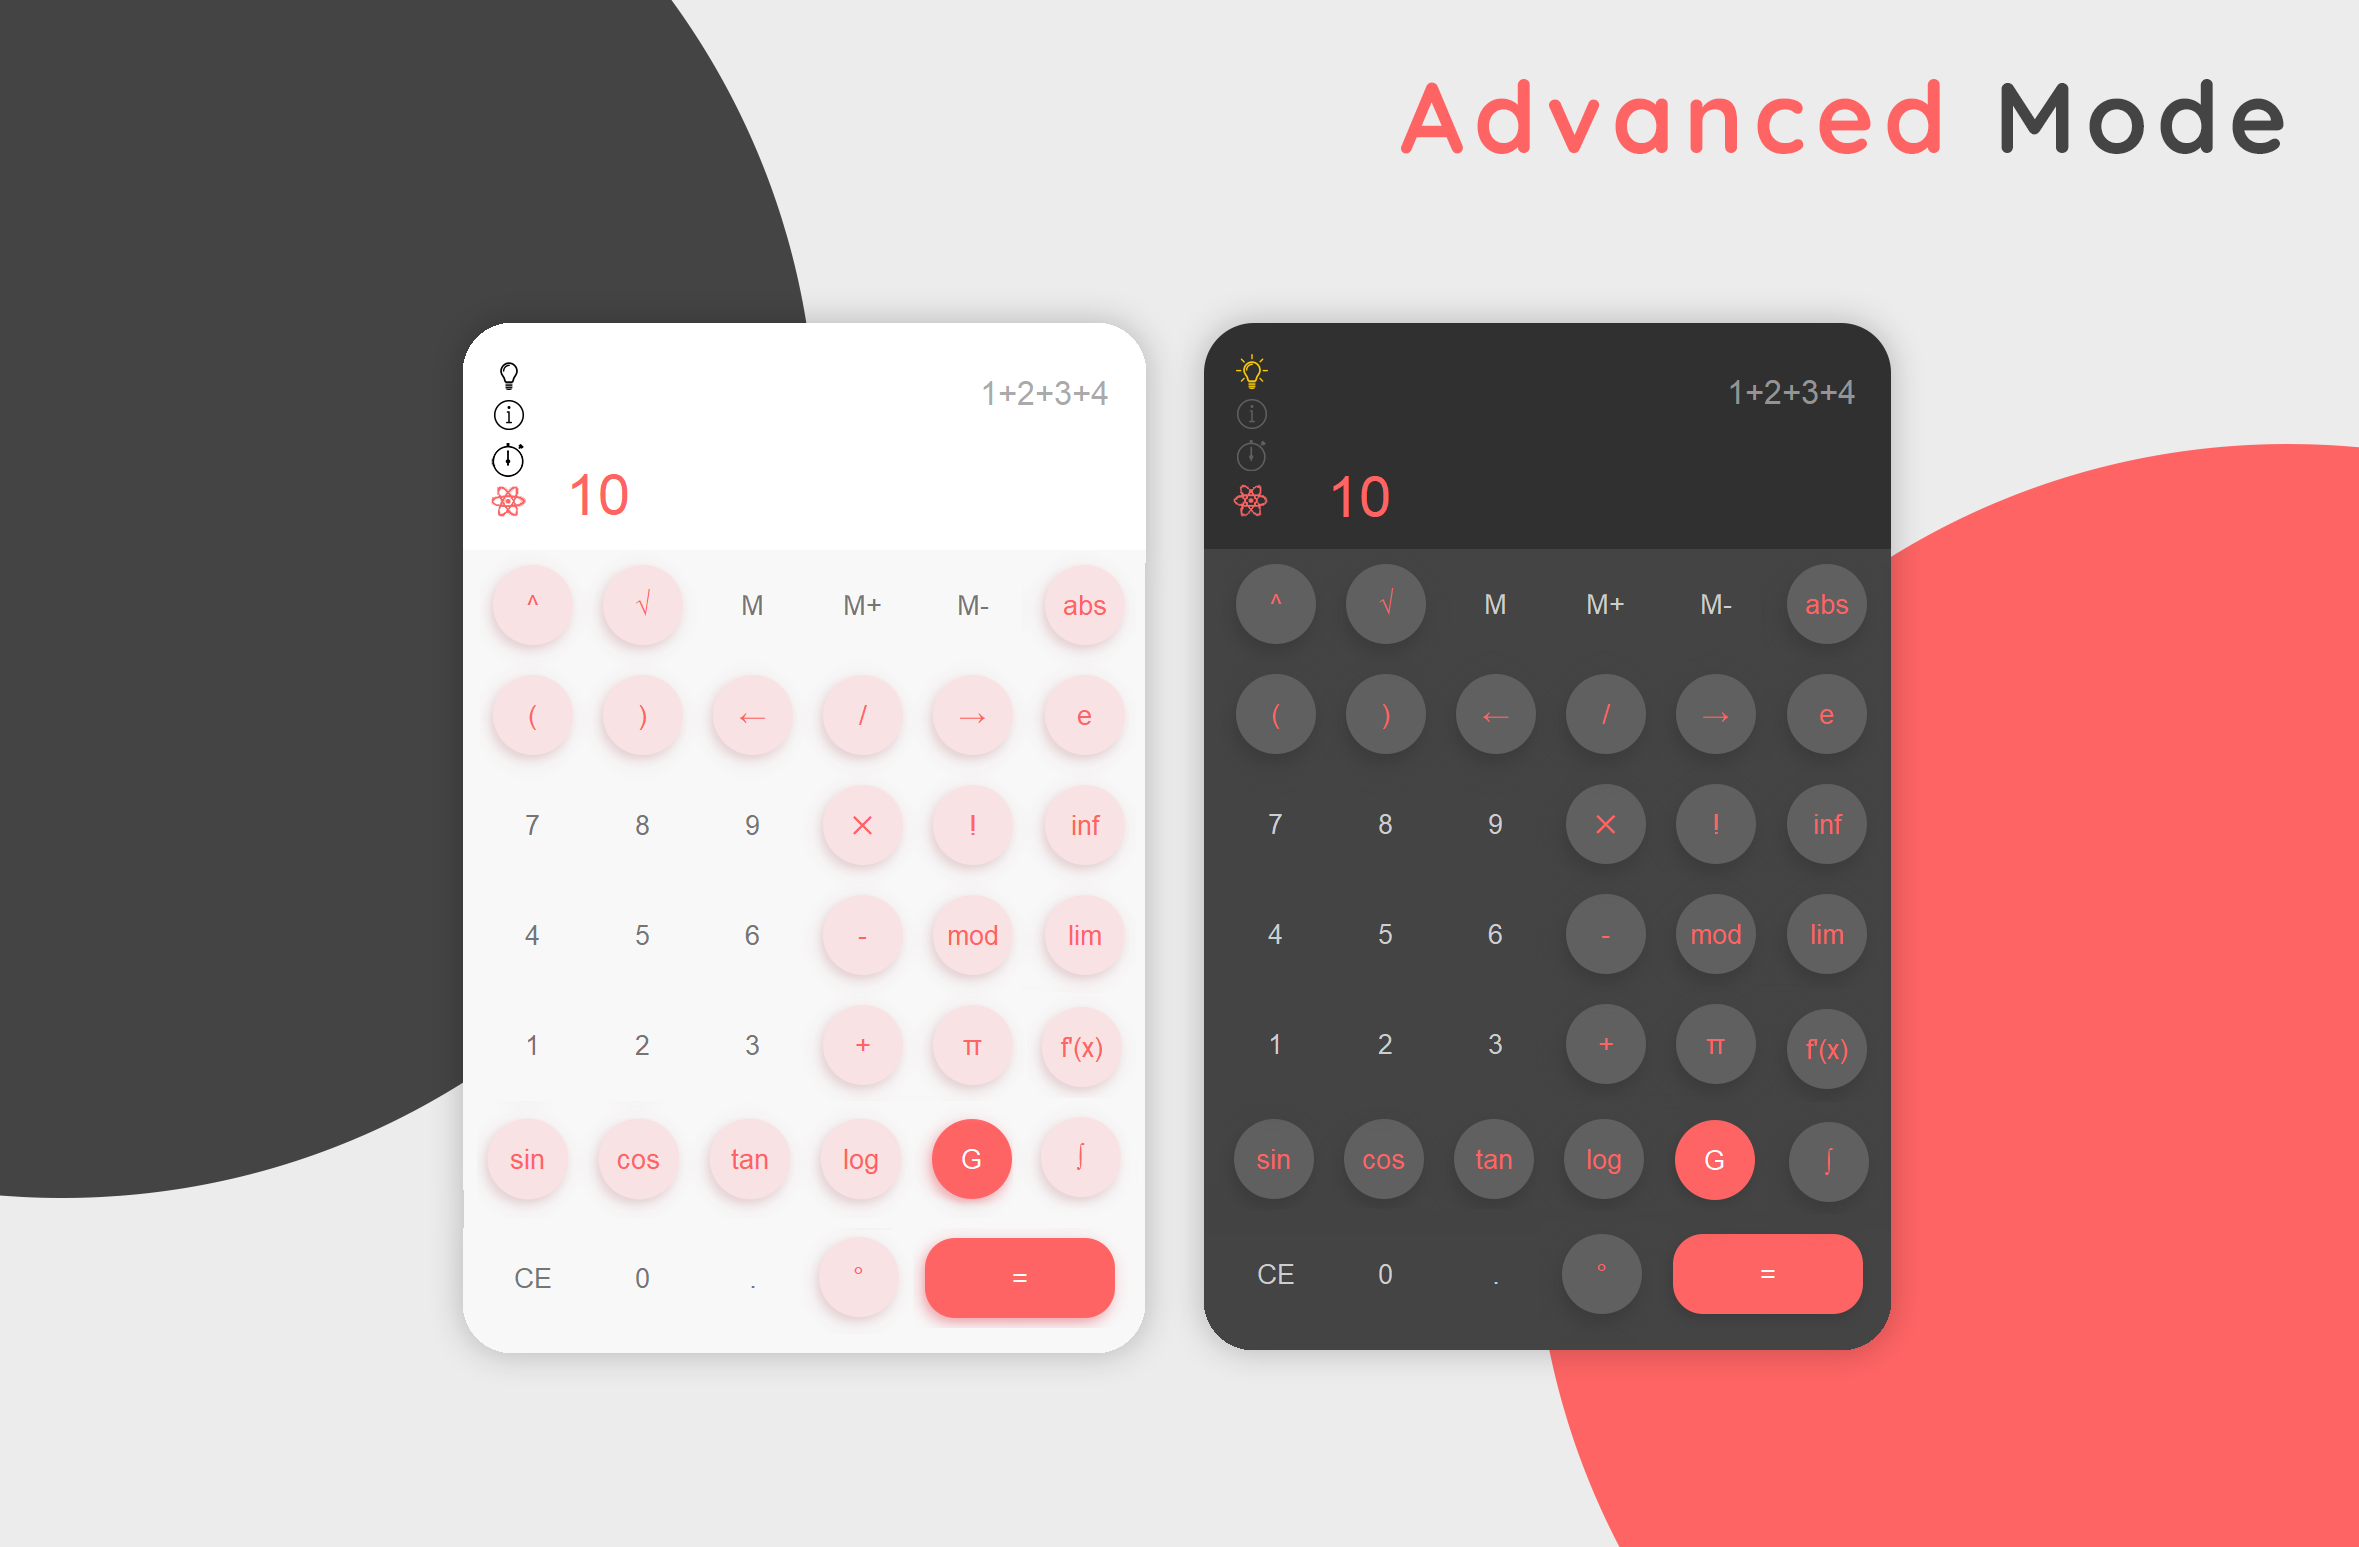 Advanced Mode
1+2+3+4
10
^ √ M M+ M- abs
( ) ← / → e
7 8 9 × ! inf
4 5 6 - mod lim
1 2 3 + π f'(x)
sin cos tan log G ∫
CE 0 . ° =
1+2+3+4
10
^ √ M M+ M- abs
( ) ← / → e
7 8 9 × ! inf
4 5 6 - mod lim
1 2 3 + π f'(x)
sin cos tan log G ∫
CE 0 . ° =